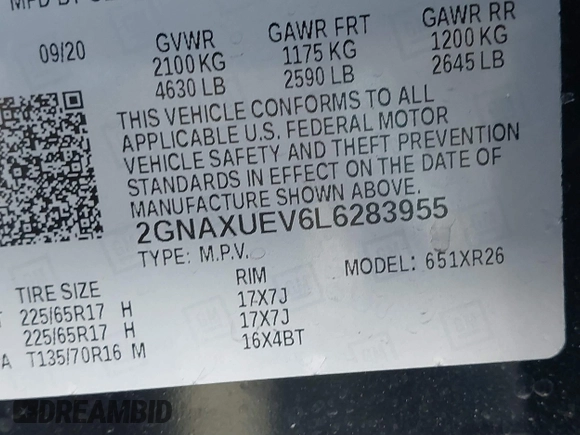 MFD BY
09/20
GVWR GAWR FRT GAWR RR
2100 KG 1175 KG 1200 KG
4630 LB 2590 LB 2645 LB
THIS VEHICLE CONFORMS TO ALL
APPLICABLE U.S. FEDERAL MOTOR
VEHICLE SAFETY AND THEFT PREVENTION
STANDARDS IN EFFECT ON THE DATE OF
MANUFACTURE SHOWN ABOVE.
2GNAXUEV6L6283955
TYPE: M.P.V. MODEL: 651XR26
TIRE SIZE RIM
225/65R17 H 17X7J
225/65R17 H 17X7J
A T135/70R16 M 16X4BT
DREAMBID